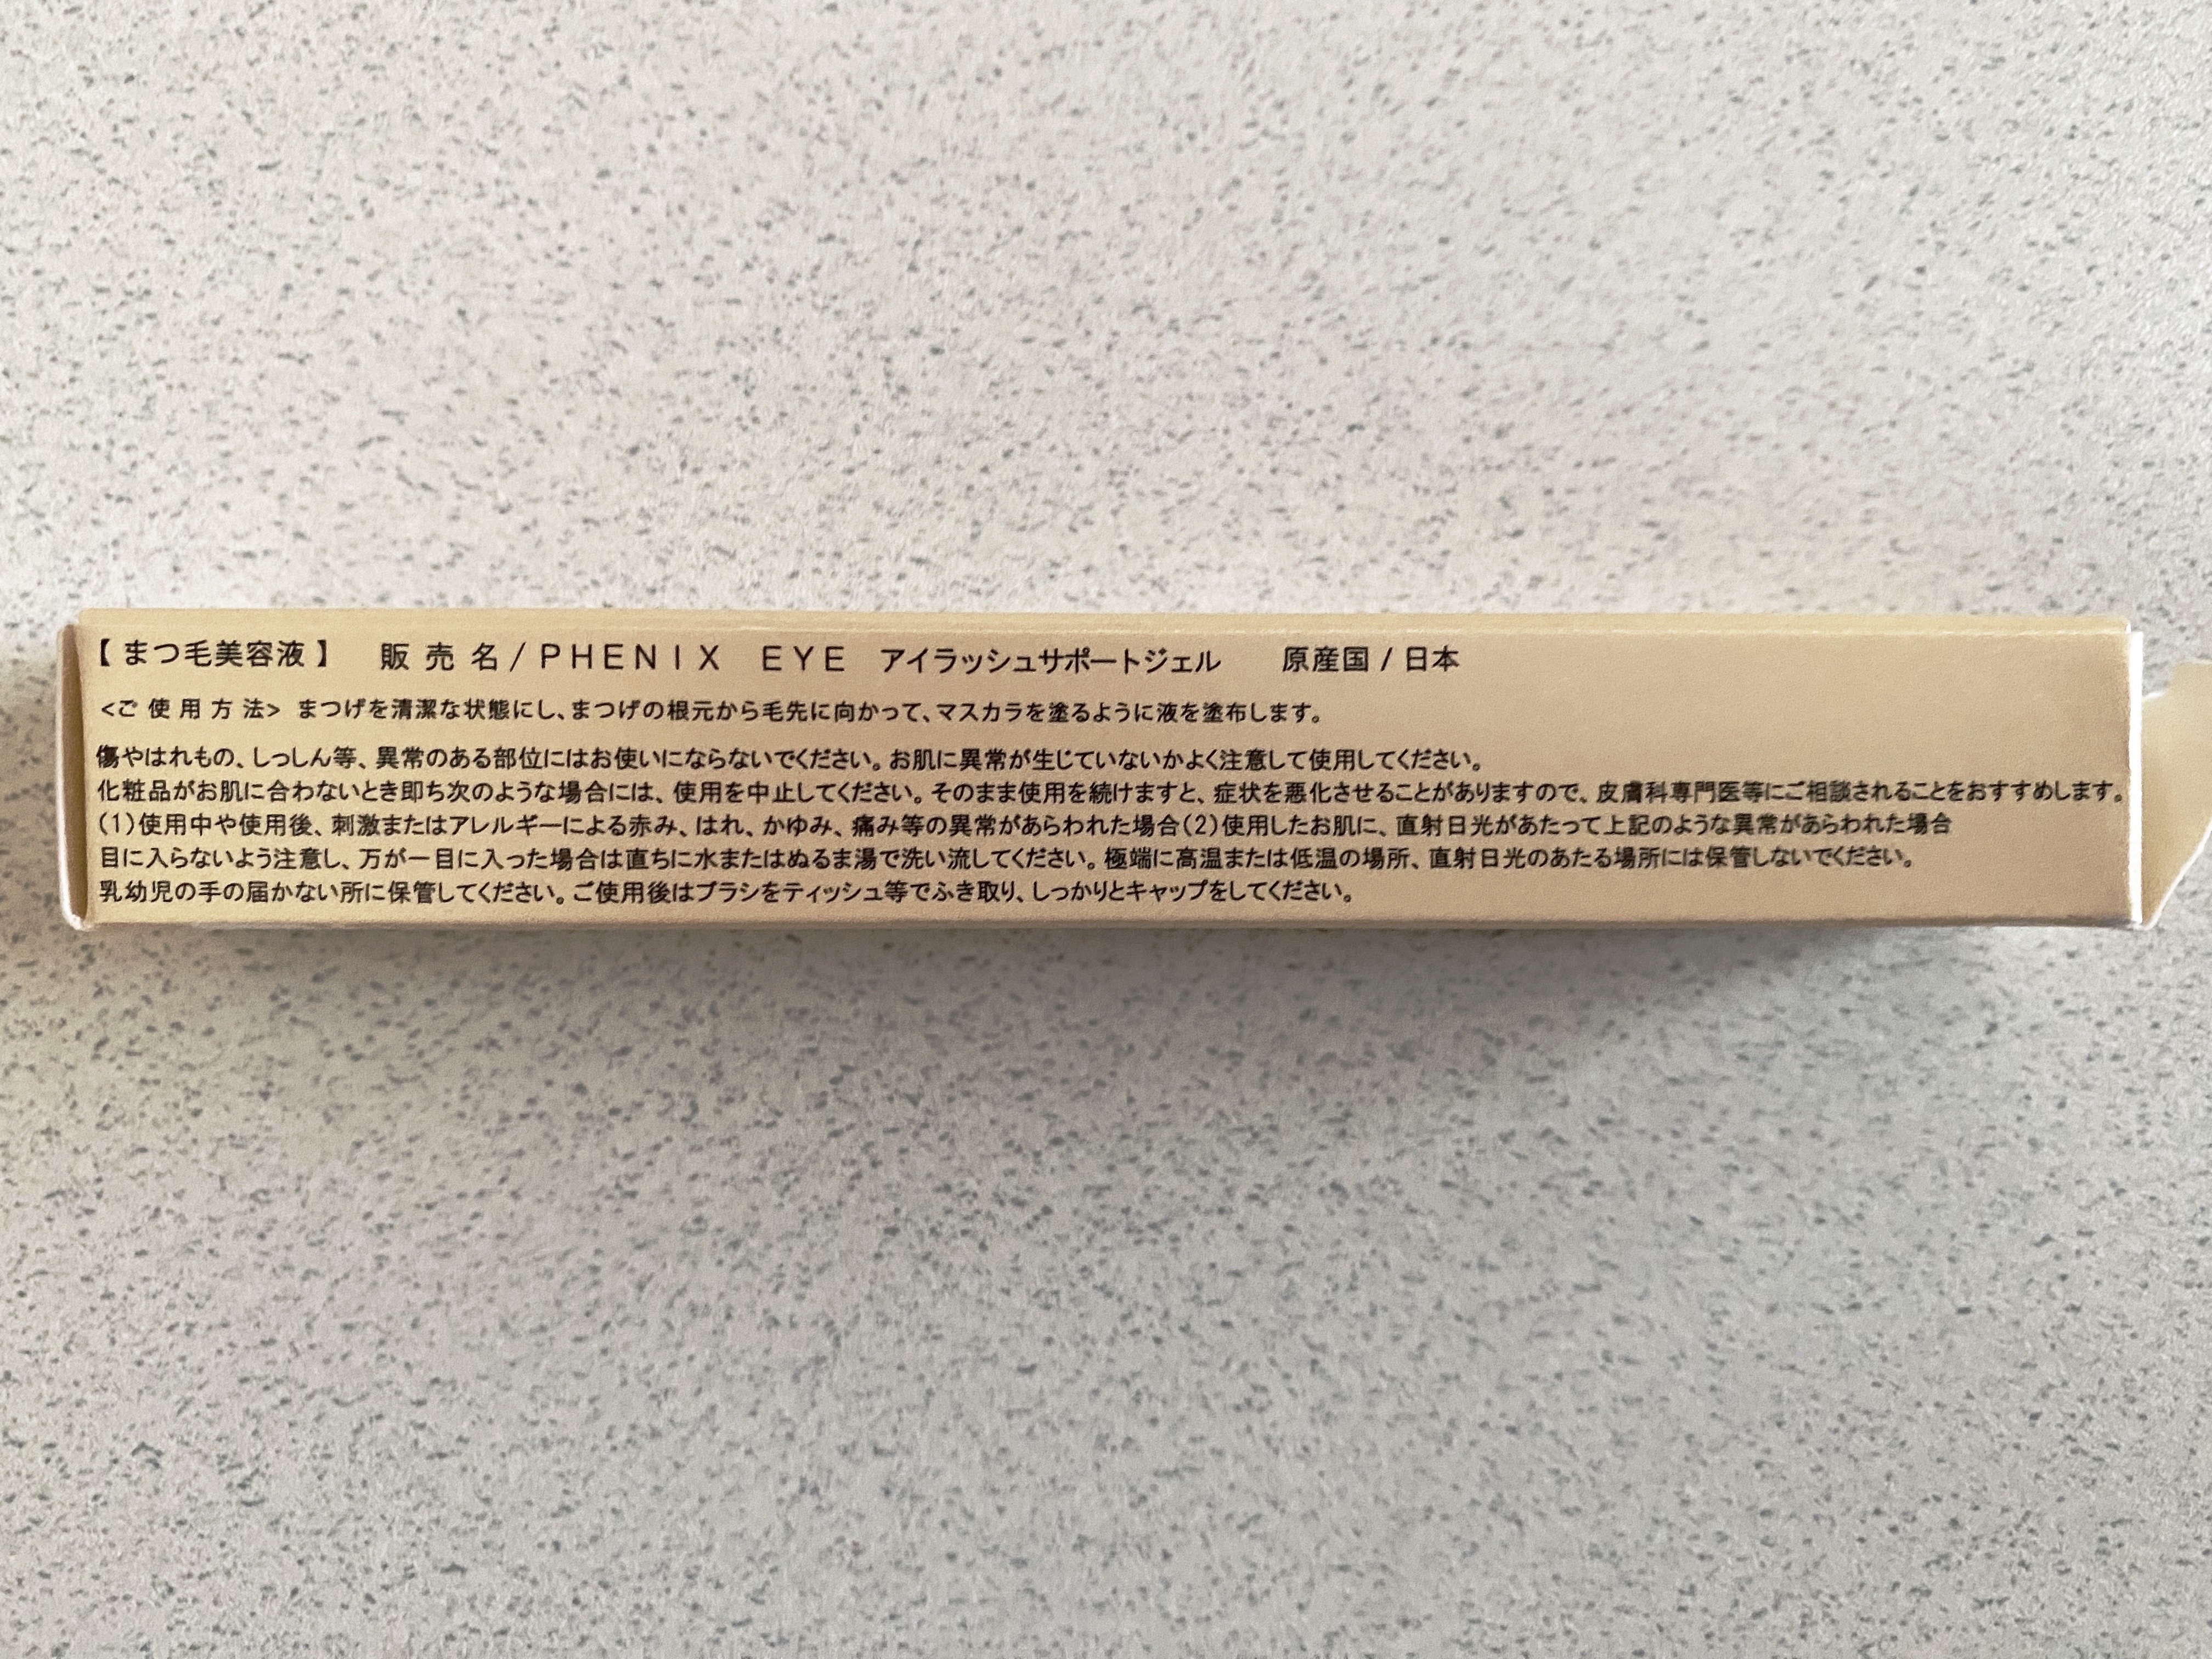 【まつ毛美容液】 販売名/PHENIX EYE アイラッシュサポートジェル 原産国/日本
<ご使用方法> まつげを清潔な状態にし、まつげの根元から毛先に向かって、マスカラを塗るように液を塗布します。
傷やはれもの、しっしん等、異常のある部位にはお使いにならないでください。お肌に異常が生じていないかよく注意して使用してください。
化粧品がお肌に合わないとき即ち次のような場合には、使用を中止してください。そのまま使用を続けますと、症状を悪化させることがありますので、皮膚科専門医等にご相談されることをおすすめします。
(1)使用中や使用後、刺激またはアレルギーによる赤み、はれ、かゆみ、痛み等の異常があらわれた場合(2)使用したお肌に、直射日光があたって上記のような異常があらわれた場合
目に入らないよう注意し、万が一目に入った場合は直ちに水またはぬるま湯で洗い流してください。極端に高温または低温の場所、直射日光のあたる場所には保管しないでください。
乳幼児の手の届かない所に保管してください。ご使用後はブラシをティッシュ等でふき取り、しっかりとキャップをしてください。